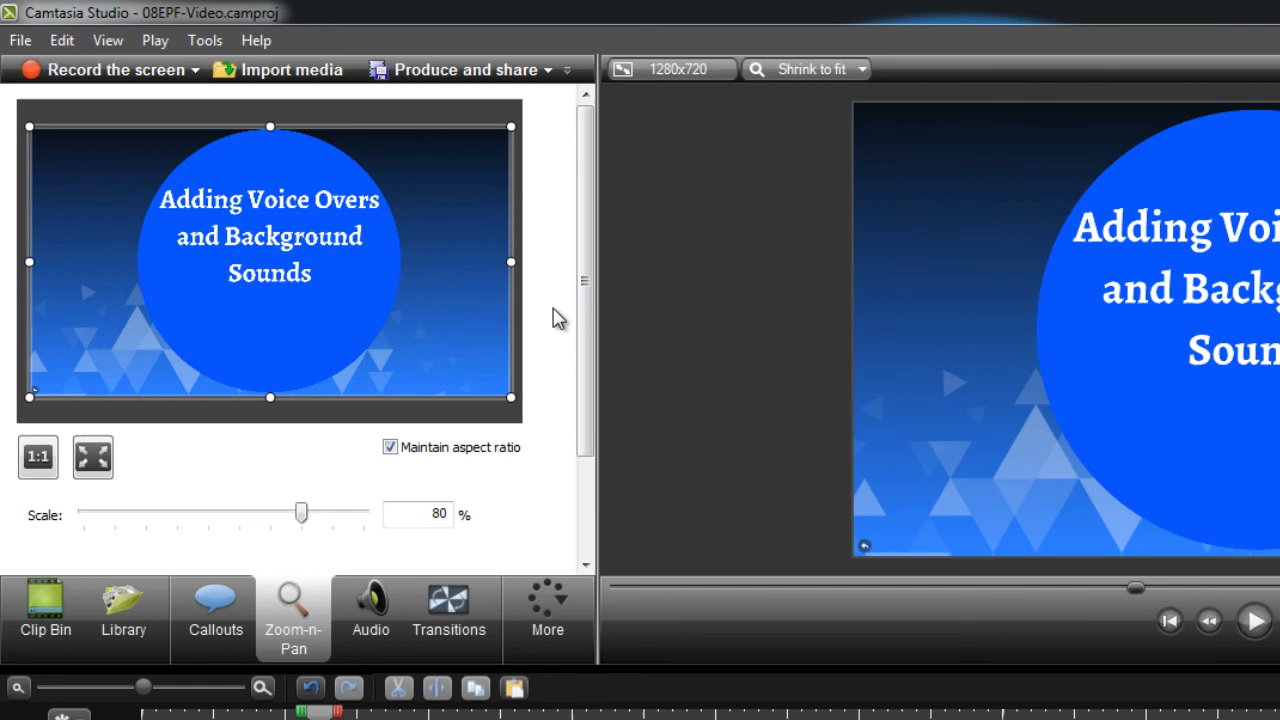 Camtasia Studio - 08EPF-Video.camproj
File Edit View Play Tools Help
Record the screen Import media Produce and share
1280x720 Shrink to fit
Adding Voice Overs
and Background
Sounds
Adding Voi
and Backg
Soun
1:1
Maintain aspect ratio
Scale: 80 %
Clip Bin Library Callouts Zoom-n-
Pan Audio Transitions More